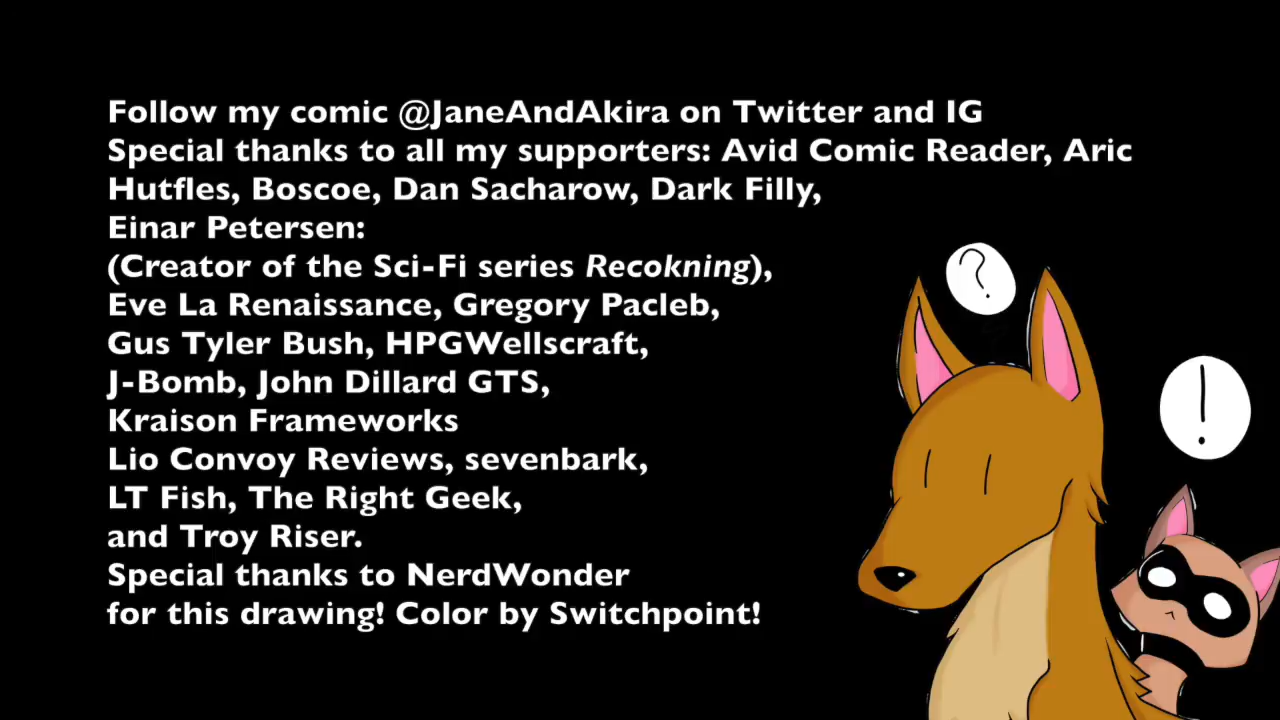 Follow my comic @JaneAndAkira on Twitter and IG
Special thanks to all my supporters: Avid Comic Reader, Aric
Hutfles, Boscoe, Dan Sacharow, Dark Filly,
Einar Petersen:
(Creator of the Sci-Fi series Recokning),
Eve La Renaissance, Gregory Pacleb,
Gus Tyler Bush, HPGWellscraft,
J-Bomb, John Dillard GTS,
Kraison Frameworks
Lio Convoy Reviews, sevenbark,
LT Fish, The Right Geek,
and Troy Riser.
Special thanks to NerdWonder
for this drawing! Color by Switchpoint!
?
!